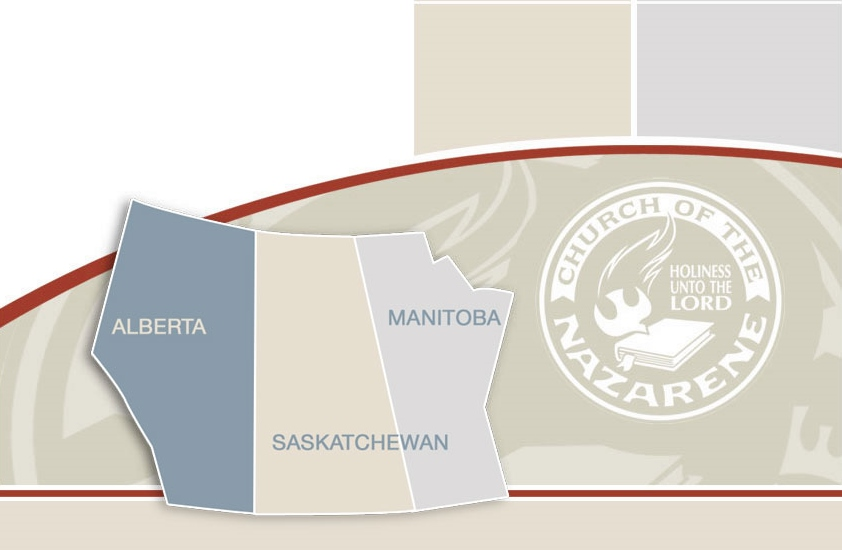 ALBERTA
MANITOBA
SASKATCHEWAN
CHURCH OF THE
HOLINESS
UNTO THE
LORD
NAZARENE